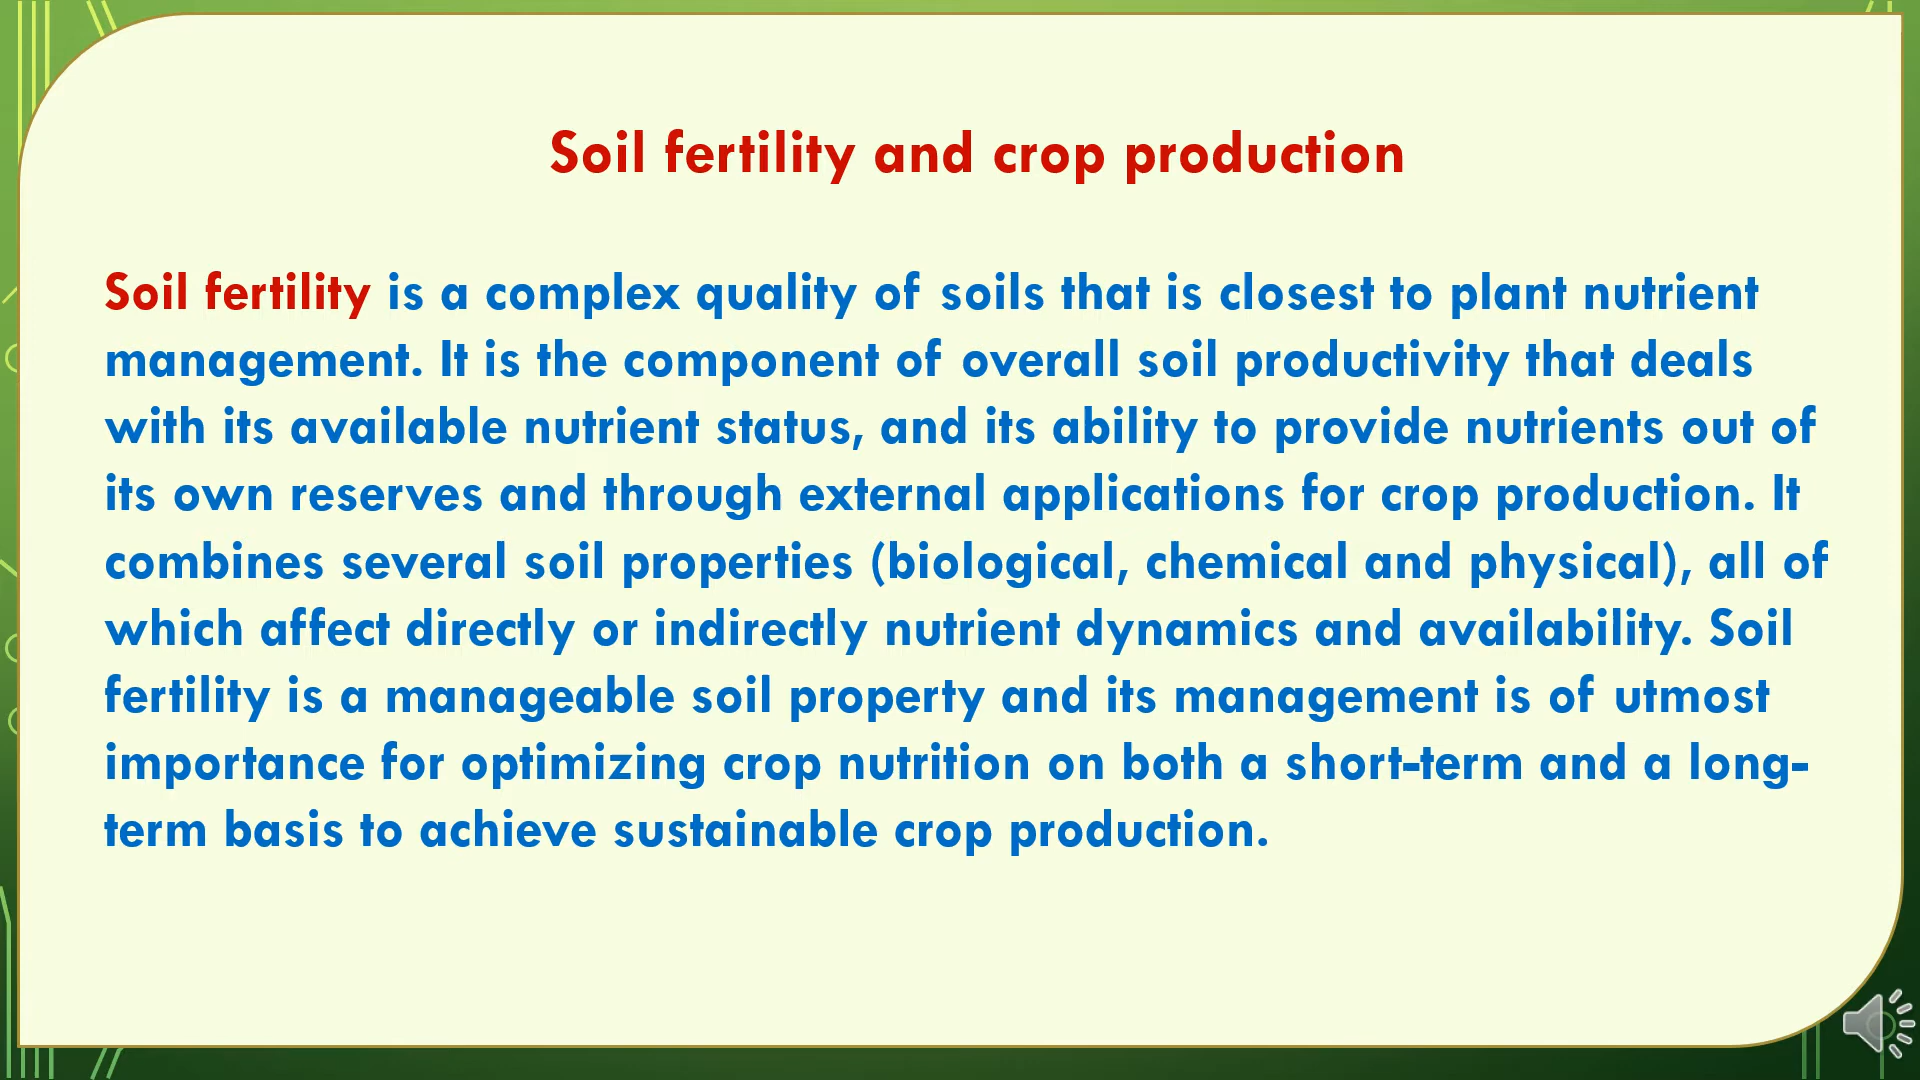 Soil fertility and crop production
Soil fertility is a complex quality of soils that is closest to plant nutrient
management. It is the component of overall soil productivity that deals
with its available nutrient status, and its ability to provide nutrients out of
its own reserves and through external applications for crop production. It
combines several soil properties (biological, chemical and physical), all of
which affect directly or indirectly nutrient dynamics and availability. Soil
fertility is a manageable soil property and its management is of utmost
importance for optimizing crop nutrition on both a short-term and a long-
term basis to achieve sustainable crop production.